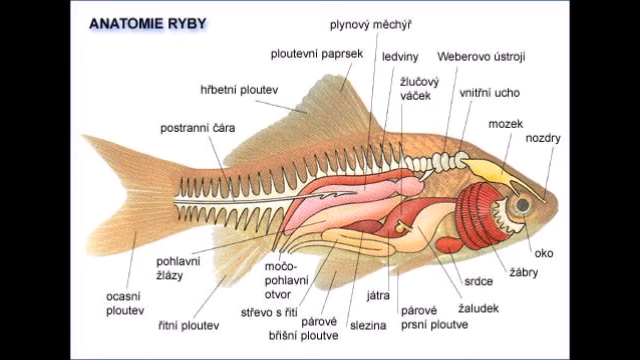 ANATOMIE RYBY
plynový měchýř
ploutevní paprsek
ledviny
Weberovo ústrojí
hřbetní ploutev
žlučový
váček
vnitřní ucho
postranní čára
mozek
nozdry
pohlavní
žlázy
močo-
pohlavní
otvor
oko
žábry
srdce
ocasní
ploutev
játra
žaludek
střevo s řití
párové
prsní ploutve
řitní ploutev
párové
břišní ploutve
slezina